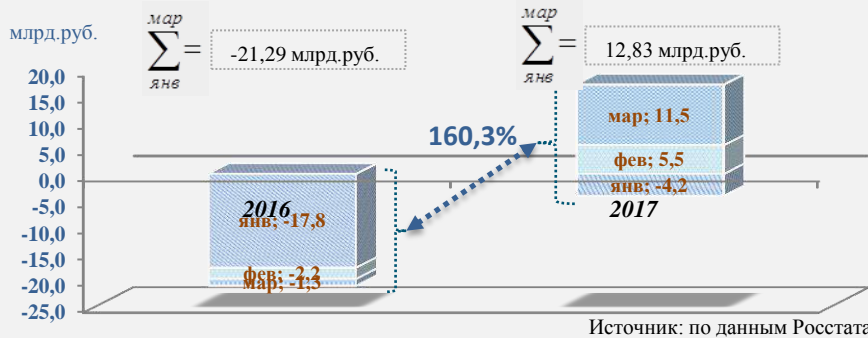 млрд.руб.
мар
∑ =
янв
-21,29 млрд.руб.
мар
∑ =
янв
12,83 млрд.руб.
20,0
15,0
10,0
5,0
0,0
-5,0
-10,0
-15,0
-20,0
-25,0
160,3%
2016
янв; -17,8
фев; -2,2
мар; -1,3
мар; 11,5
фев; 5,5
янв; -4,2
2017
Источник: по данным Росстата